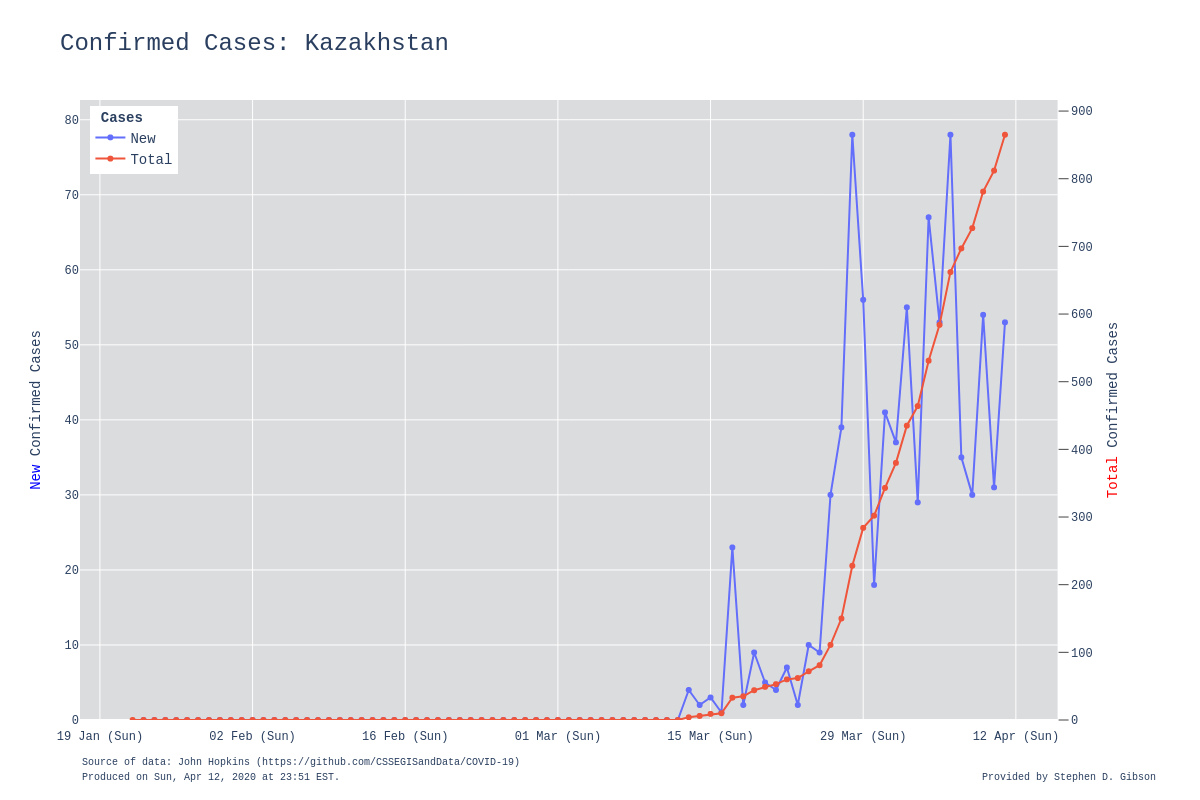 Confirmed Cases: Kazakhstan
Cases
New
Total
80
70
60
50
40
30
20
10
0
900
800
700
600
500
400
300
200
100
0
New Confirmed Cases
Total Confirmed Cases
19 Jan (Sun)
02 Feb (Sun)
16 Feb (Sun)
01 Mar (Sun)
15 Mar (Sun)
29 Mar (Sun)
12 Apr (Sun)
Source of data: John Hopkins (https://github.com/CSSEGISandData/COVID-19)
Produced on Sun, Apr 12, 2020 at 23:51 EST.
Provided by Stephen D. Gibson